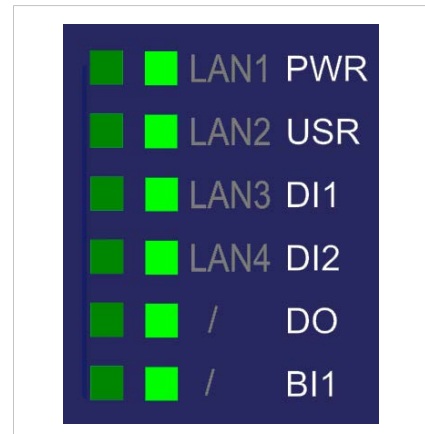 LAN1 PWR
LAN2 USR
LAN3 DI1
LAN4 DI2
/ DO
/ BI1